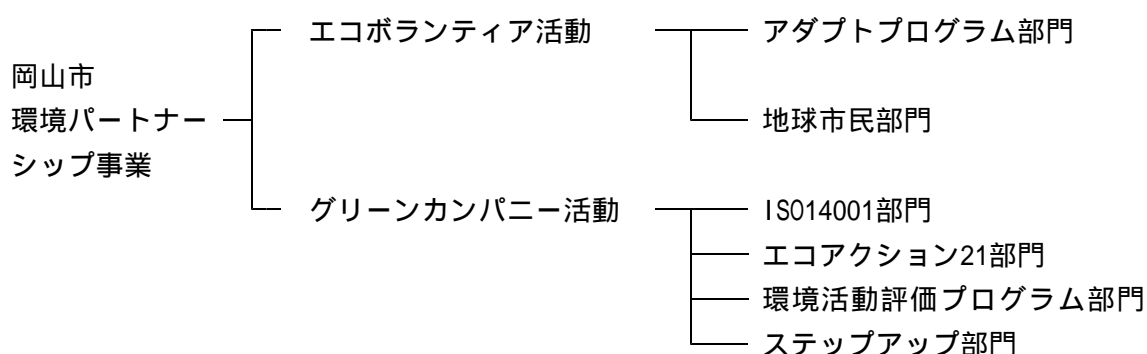 岡山市
環境パートナー
シップ事業
エコボランティア活動
アダプトプログラム部門
地球市民部門
グリーンカンパニー活動
ISO14001部門
エコアクション21部門
環境活動評価プログラム部門
ステップアップ部門